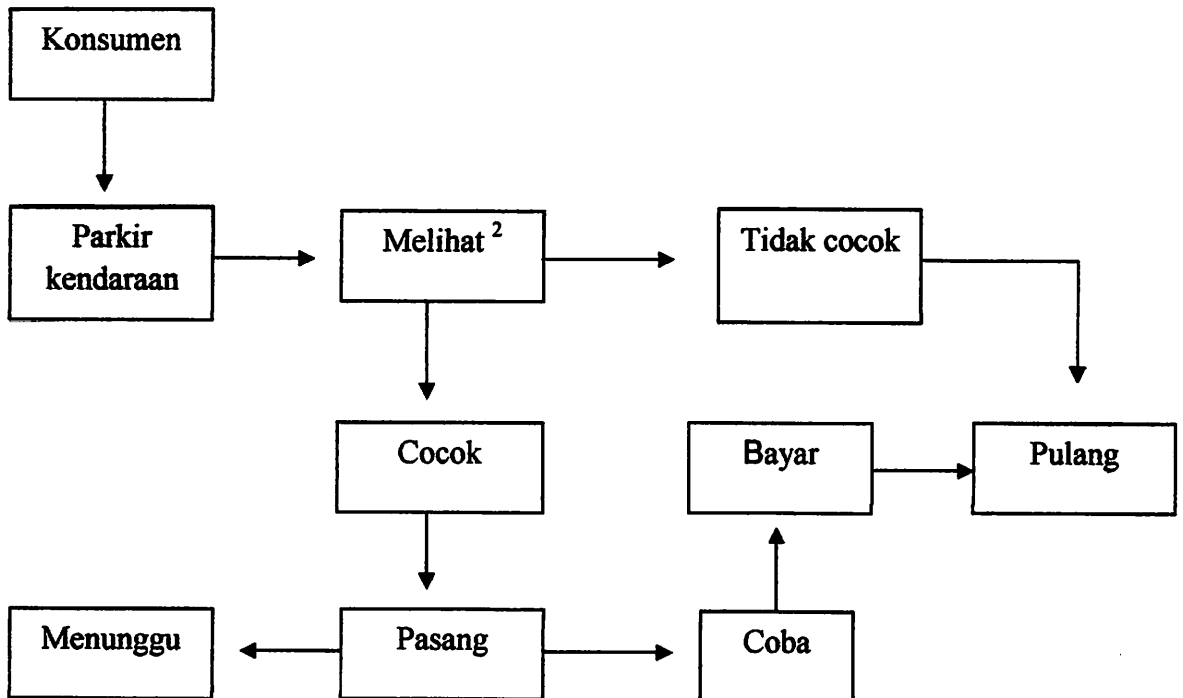 Konsumen
Parkir
kendaraan
Melihat ²
Tidak cocok
Cocok
Bayar
Pulang
Menunggu
Pasang
Coba